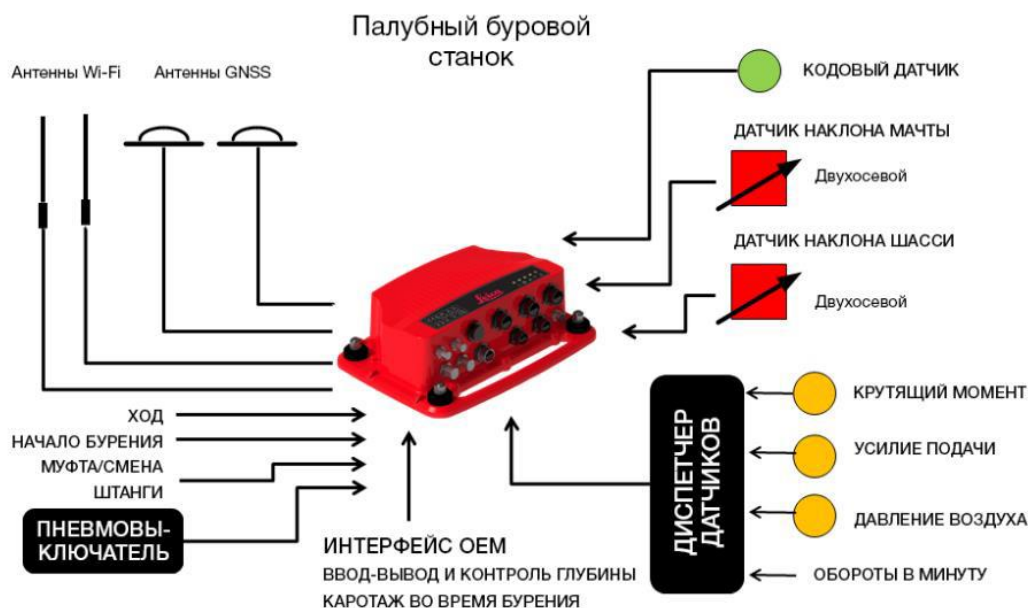 Палубный буровой
станок
Антенны Wi-Fi
Антенны GNSS
КОДОВЫЙ ДАТЧИК
ДАТЧИК НАКЛОНА МАЧТЫ
Двухосевой
ДАТЧИК НАКЛОНА ШАССИ
Двухосевой
Leica
ХОД
НАЧАЛО БУРЕНИЯ
МУФТА/СМЕНА
ШТАНГИ
ПНЕВМОВЫ-
КЛЮЧАТЕЛЬ
ИНТЕРФЕЙС OEM
ВВОД-ВЫВОД И КОНТРОЛЬ ГЛУБИНЫ
КАРОТАЖ ВО ВРЕМЯ БУРЕНИЯ
ДИСПЕТЧЕР
ДАТЧИКОВ
КРУТЯЩИЙ МОМЕНТ
УСИЛИЕ ПОДАЧИ
ДАВЛЕНИЕ ВОЗДУХА
ОБОРОТЫ В МИНУТУ